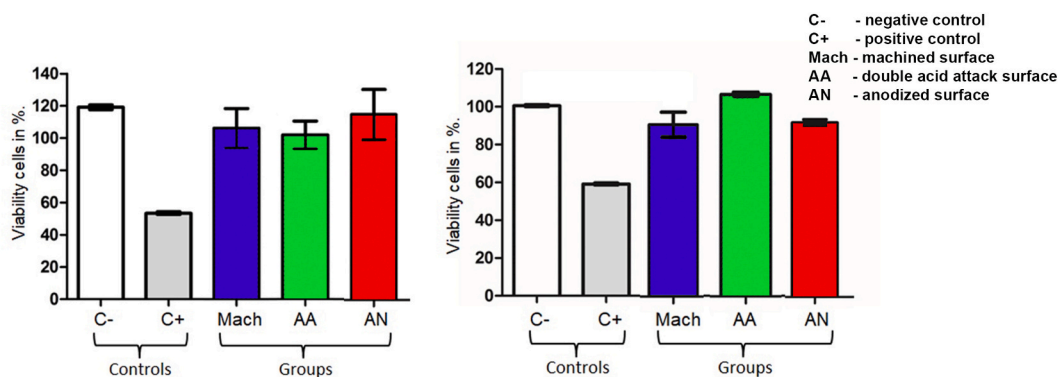 Viability cells in %.
140
120
100
80
60
40
20
0
C- C+ Mach AA AN
Controls Groups
Viability cells in %.
120
100
80
60
40
20
0
C- C+ Mach AA AN
Controls Groups
C- - negative control
C+ - positive control
Mach - machined surface
AA - double acid attack surface
AN - anodized surface